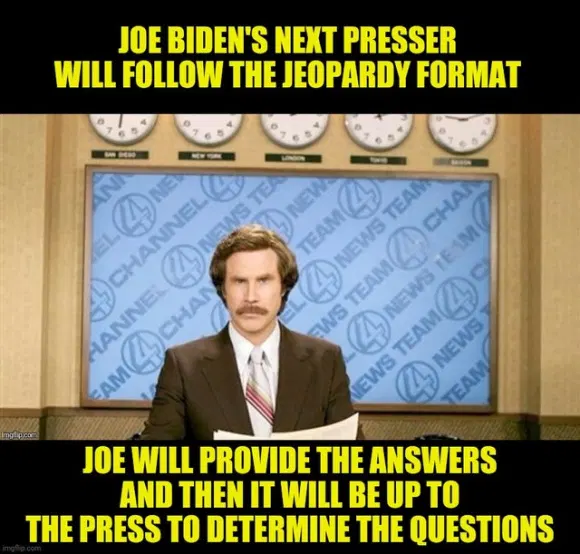 JOE BIDEN'S NEXT PRESSER
WILL FOLLOW THE JEOPARDY FORMAT
SAN DIEGO
NEW YORK
LONDON
TOKYO
CHANNEL 4 NEWS TEAM
imgflip.com
JOE WILL PROVIDE THE ANSWERS
AND THEN IT WILL BE UP TO
THE PRESS TO DETERMINE THE QUESTIONS
imgflip.com